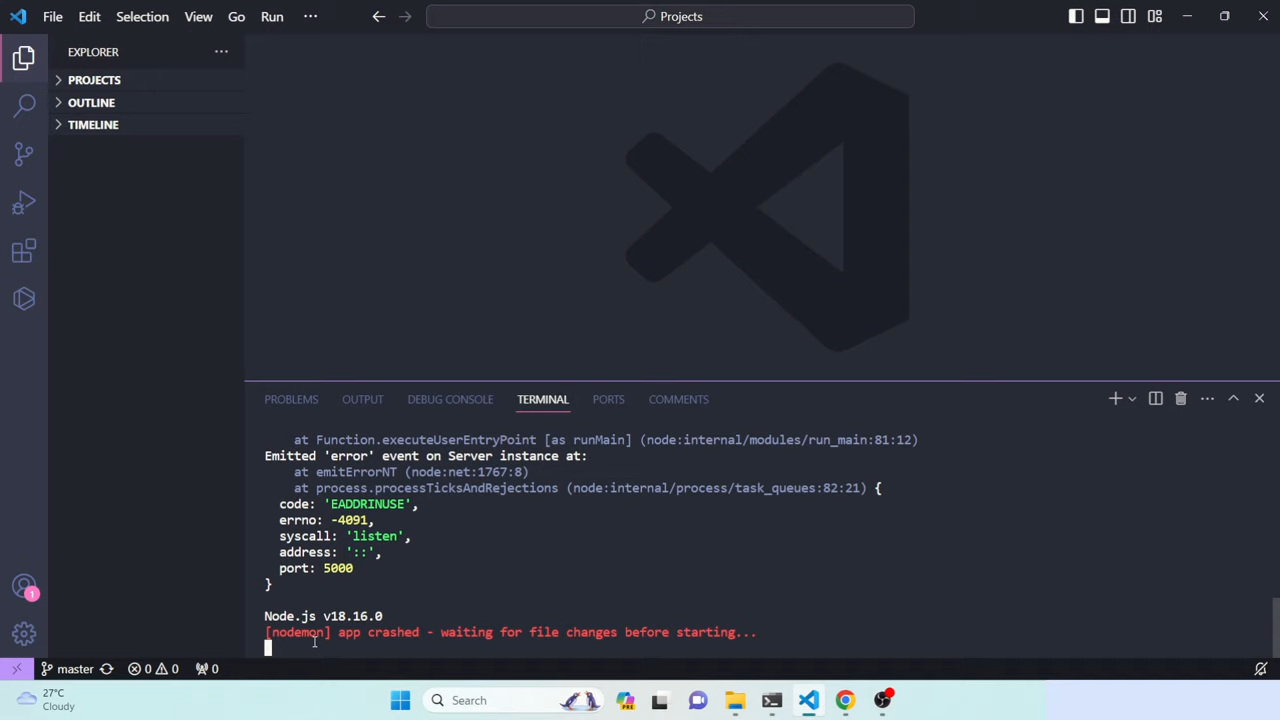 File Edit Selection View Go Run ...
Projects
EXPLORER
PROJECTS
OUTLINE
TIMELINE
PROBLEMS OUTPUT DEBUG CONSOLE TERMINAL PORTS COMMENTS
at Function.executeUserEntryPoint [as runMain] (node:internal/modules/run_main:81:12)
Emitted 'error' event on Server instance at:
at emitErrorNT (node:net:1767:8)
at process.processTicksAndRejections (node:internal/process/task_queues:82:21) {
code: 'EADDRINUSE',
errno: -4091,
syscall: 'listen',
address: '::',
port: 5000
}
Node.js v18.16.0
[nodemon] app crashed - waiting for file changes before starting...
1
master 0 0 0
27°C
Cloudy
Search
PRE